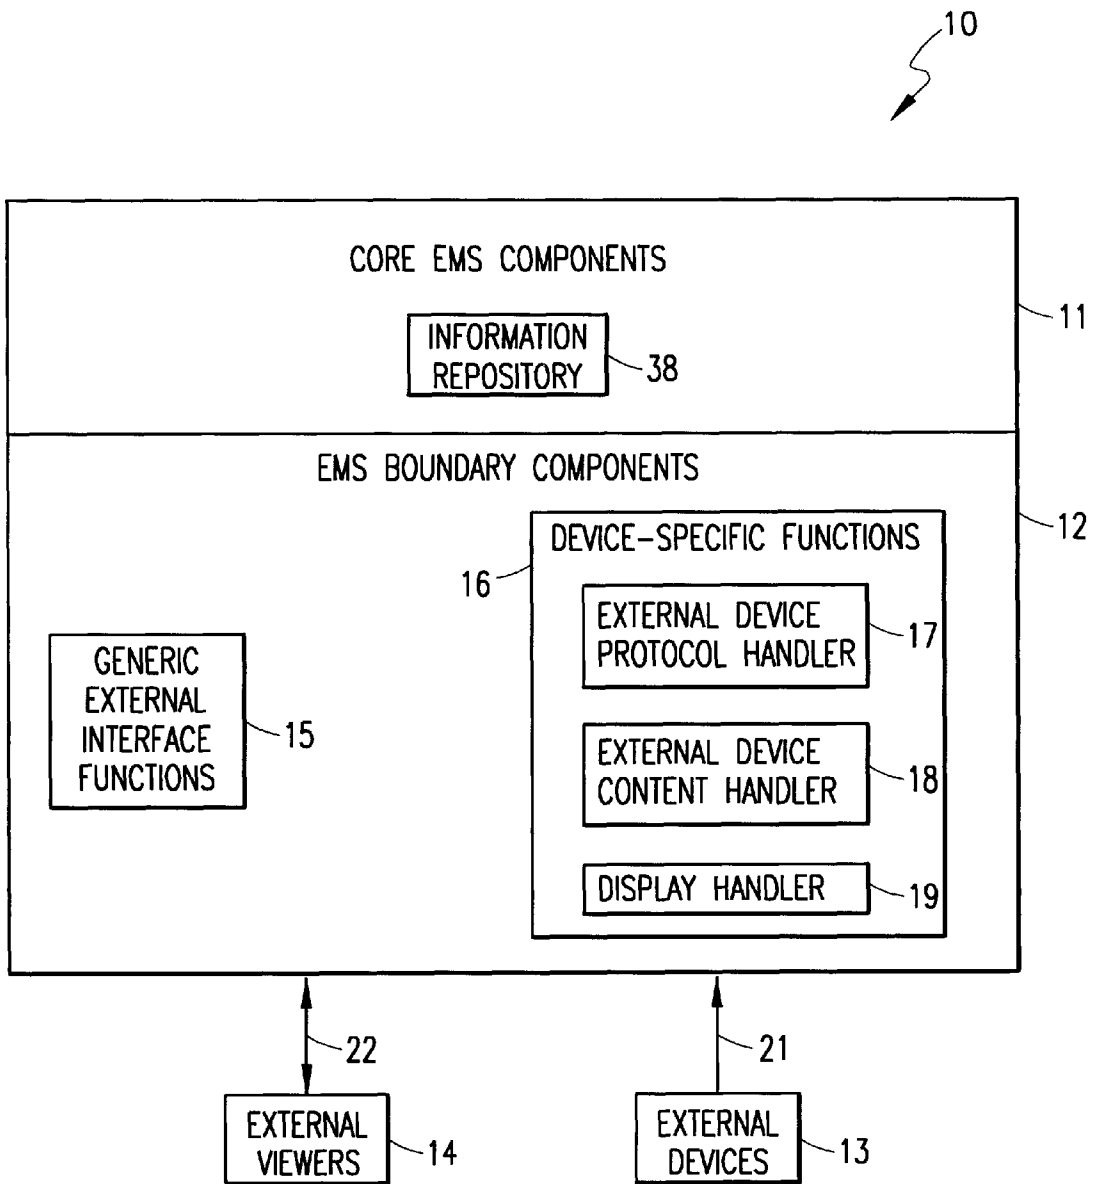 10
CORE EMS COMPONENTS
11
INFORMATION
REPOSITORY
38
EMS BOUNDARY COMPONENTS
12
DEVICE-SPECIFIC FUNCTIONS
16
EXTERNAL DEVICE
PROTOCOL HANDLER
17
GENERIC
EXTERNAL
INTERFACE
FUNCTIONS
15
EXTERNAL DEVICE
CONTENT HANDLER
18
DISPLAY HANDLER
19
22
21
EXTERNAL
VIEWERS
14
EXTERNAL
DEVICES
13